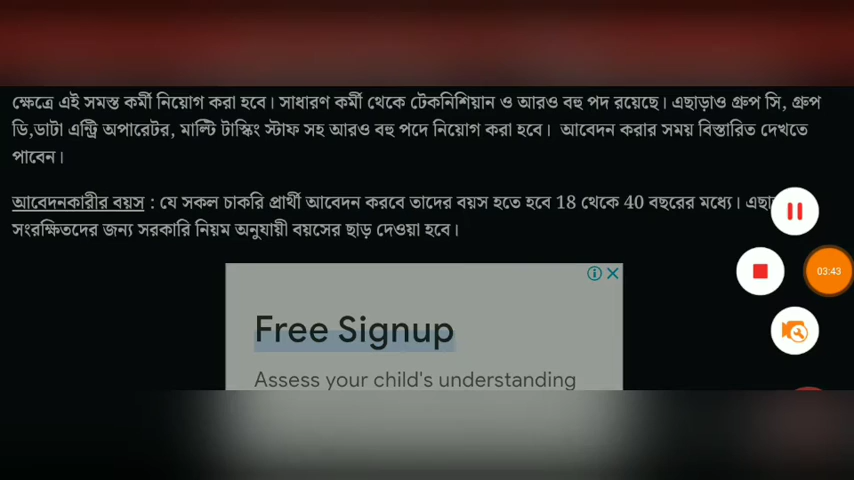 ক্ষেত্রে এই সমস্ত কর্মী নিয়োগ করা হবে। সাধারণ কর্মী থেকে টেকনিশিয়ান ও আরও বহু পদ রয়েছে। এছাড়াও গ্রুপ সি, গ্রুপ
ডি,ডাটা এন্ট্রি অপারেটর, মাল্টি টাস্কিং স্টাফ সহ আরও বহু পদে নিয়োগ করা হবে। আবেদন করার সময় বিস্তারিত দেখতে
পাবেন।
আবেদনকারীর বয়স : যে সকল চাকরি প্রার্থী আবেদন করবে তাদের বয়স হতে হবে 18 থেকে 40 বছরের মধ্যে।
সংরক্ষিতদের জন্য সরকারি নিয়ম অনুযায়ী বয়সের ছাড় দেওয়া হবে।
03:43
Free Signup
Assess your child's understanding